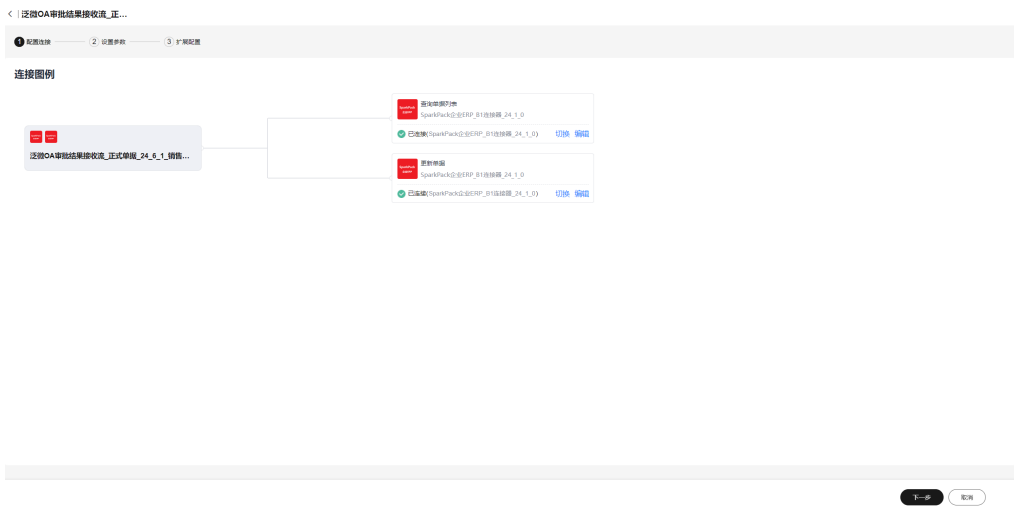 泛微OA审批结果接收流_正...
1 配置连接 2 设置参数 3 扩展配置
连接图例
查询单据列表
SparkPack企业ERP_B1连接器_24_1_0
已连接(SparkPack企业ERP_B1连接器_24_1_0) 切换 编辑
泛微OA审批结果接收流_正式单据_24_6_1_销售...
更新单据
SparkPack企业ERP_B1连接器_24_1_0
已连接(SparkPack企业ERP_B1连接器_24_1_0) 切换 编辑
下一步 取消